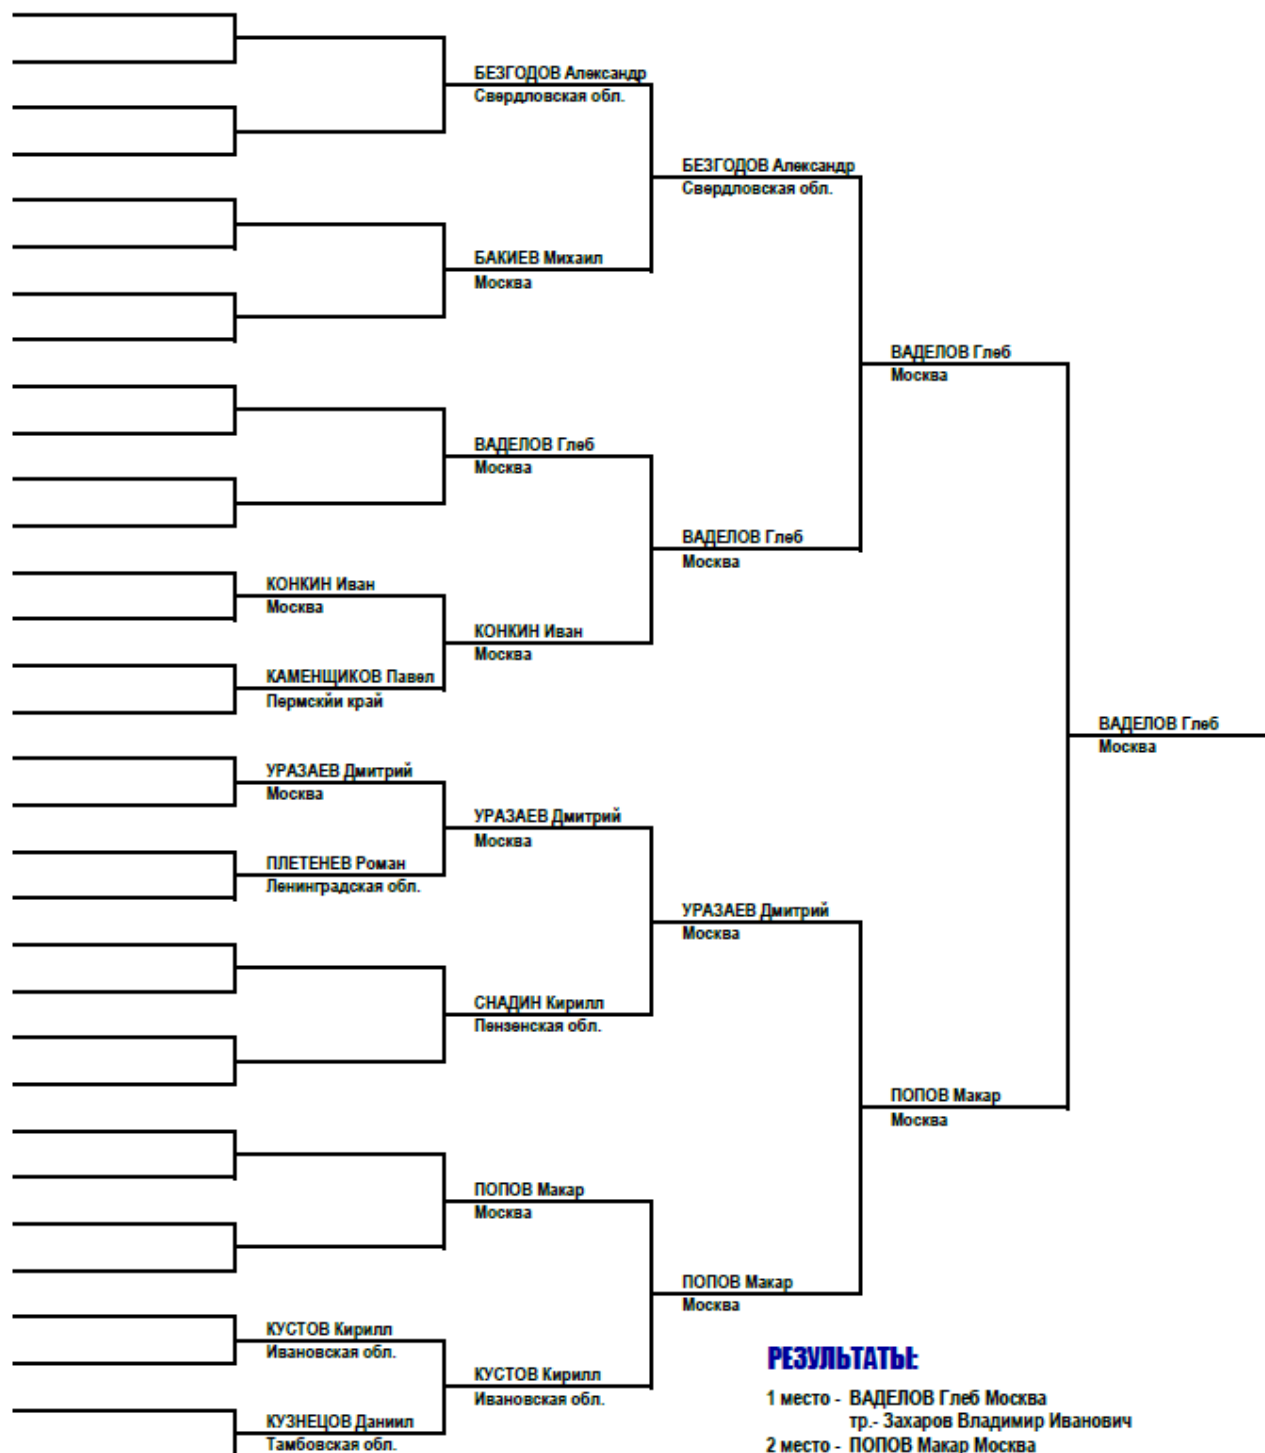 БЕЗГОДОВ Александр
Свердловская обл.
БЕЗГОДОВ Александр
Свердловская обл.
БАКИЕВ Михаил
Москва
ВАДЕЛОВ Глеб
Москва
ВАДЕЛОВ Глеб
Москва
ВАДЕЛОВ Глеб
Москва
КОНКИН Иван
Москва
КОНКИН Иван
Москва
КАМЕНЩИКОВ Павел
Пермскйи край
ВАДЕЛОВ Глеб
Москва
УРАЗАЕВ Дмитрий
Москва
УРАЗАЕВ Дмитрий
Москва
ПЛЕТЕНЕВ Роман
Ленинградская обл.
УРАЗАЕВ Дмитрий
Москва
СНАДИН Кирилл
Пензенская обл.
ПОПОВ Макар
Москва
ПОПОВ Макар
Москва
ПОПОВ Макар
Москва
КУСТОВ Кирилл
Ивановская обл.
КУСТОВ Кирилл
Ивановская обл.
КУЗНЕЦОВ Даниил
Тамбовская обл.
РЕЗУЛЬТАТЫ:
1 место - ВАДЕЛОВ Глеб Москва
тр.- Захаров Владимир Иванович
2 место - ПОПОВ Макар Москва